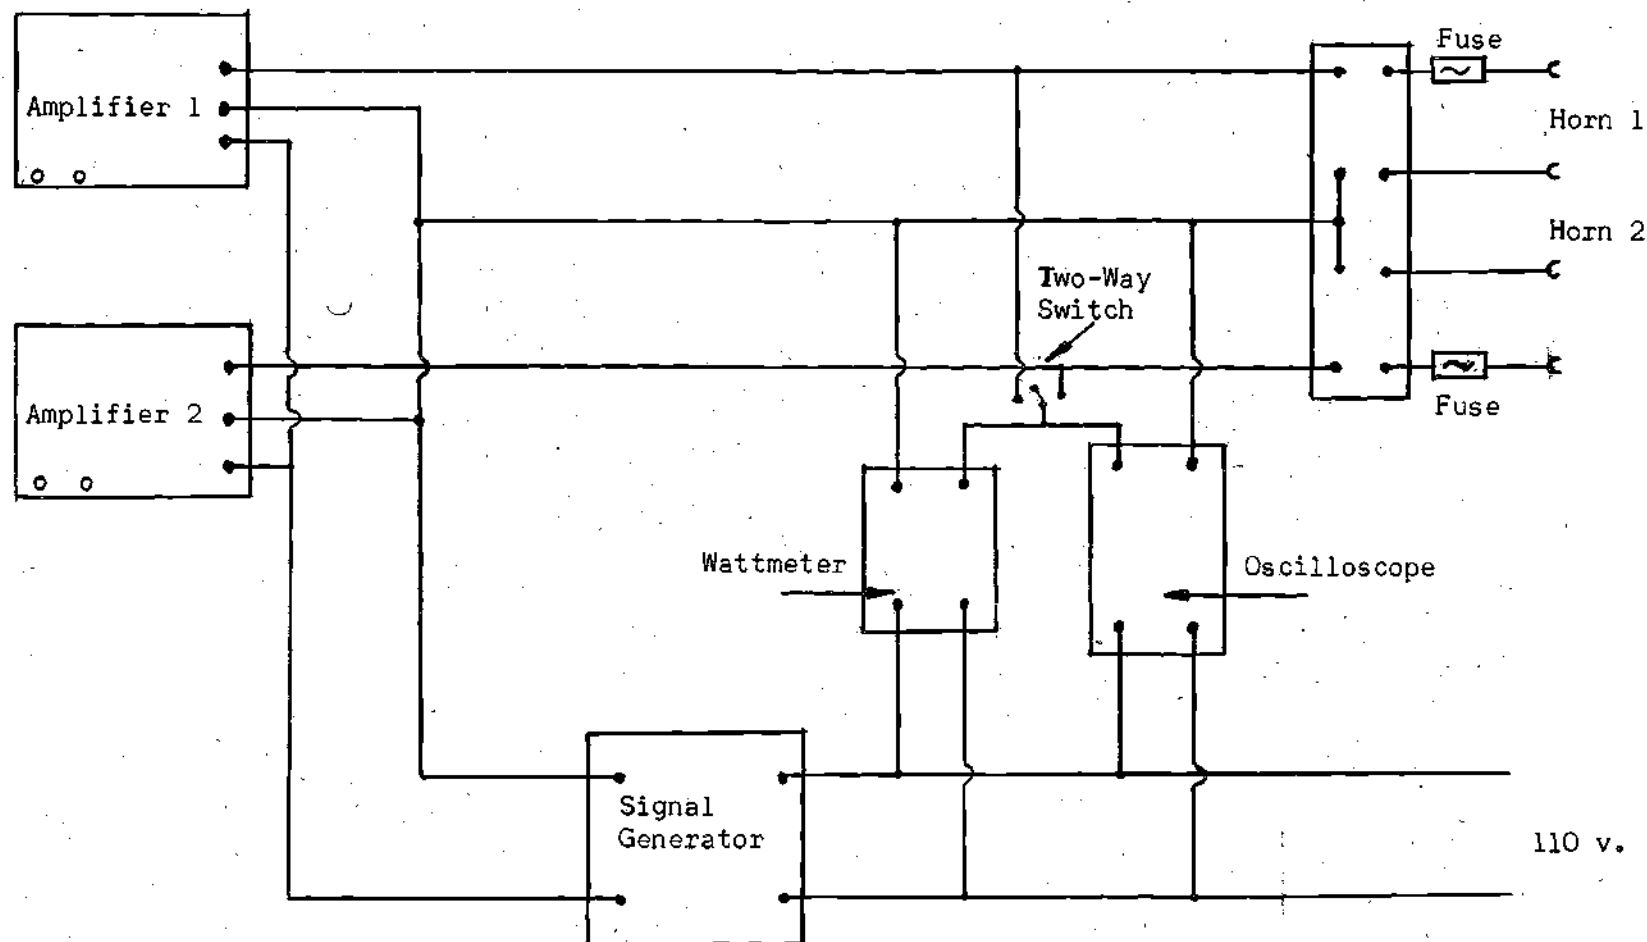 Fuse
Amplifier 1
Horn 1
Horn 2
Two-Way
Switch
Amplifier 2
Fuse
Wattmeter
Oscilloscope
Signal
Generator
110 v.